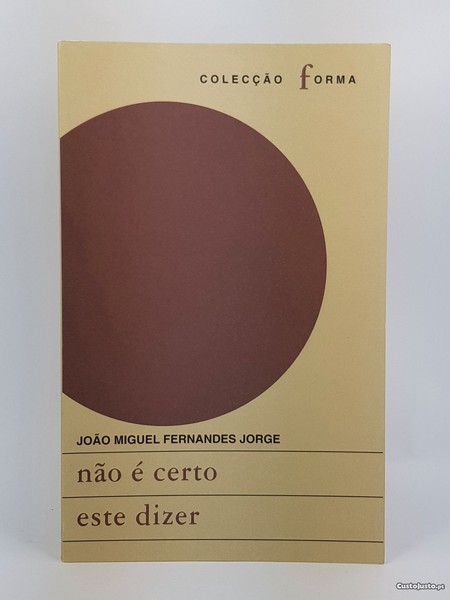 COLECÇÃO forma
JOÃO MIGUEL FERNANDES JORGE
não é certo
este dizer
CustoJusto.pt